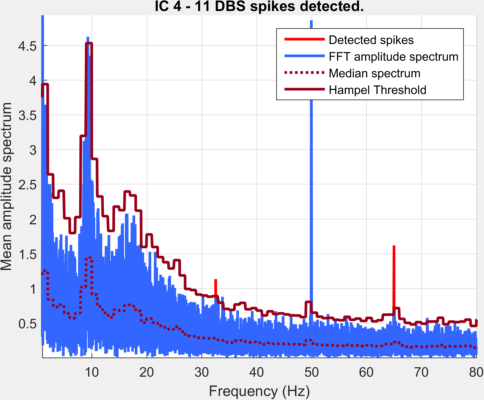 IC 4 - 11 DBS spikes detected.
Detected spikes
FFT amplitude spectrum
Median spectrum
Hampel Threshold
Mean amplitude spectrum
4.5
4
3.5
3
2.5
2
1.5
1
0.5
10 20 30 40 50 60 70 80
Frequency (Hz)